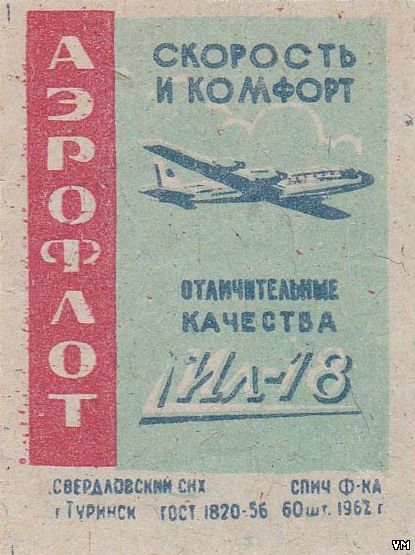 АЭРОФЛОТ
СКОРОСТЬ
И КОМФОРТ
ОТЛИЧИТЕЛЬНЫЕ
КАЧЕСТВА
ИЛ-18
СВЕРДЛОВСКИЙ СНХ СПИЧ Ф-КА
г ТУРИНСК ГОСТ 1820-56 60 шт. 1962 г.
VM